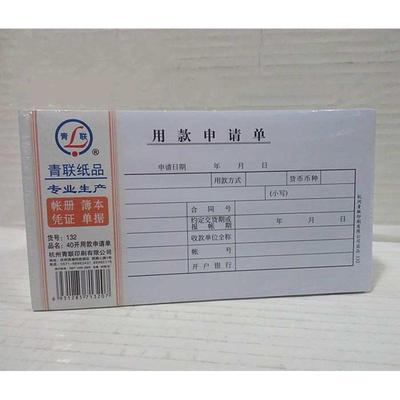 青 联
®
青联纸品
专业生产
帐册 簿本
凭证 单据
货号：132
品名：40开用款申请单
杭州青联印刷有限公司
6931285713207
用款申请单
申请日期 年 月 日
用款方式 货币币种
(小写)
合同号
约定交货期或
报帐期 年 月 日
收款单位全称
帐号
开户银行